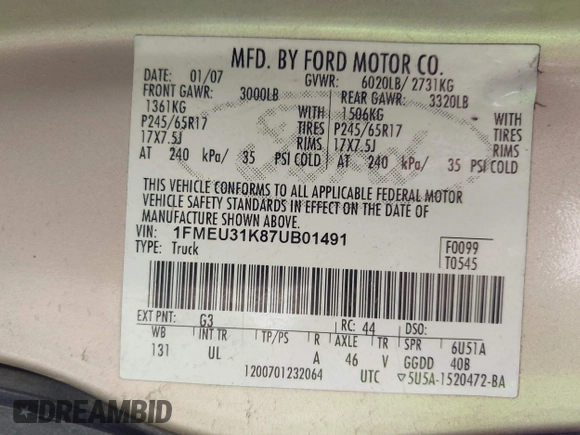 MFD. BY FORD MOTOR CO.
DATE: 01/07 GVWR: 6020LB/ 2731KG
FRONT GAWR: 3000LB REAR GAWR: 3320LB
1361KG WITH 1506KG WITH
P245/65R17 TIRES P245/65R17 TIRES
17X7.5J RIMS 17X7.5J RIMS
AT 240 kPa/ 35 PSI COLD AT 240 kPa/ 35 PSI COLD
Ford
THIS VEHICLE CONFORMS TO ALL APPLICABLE FEDERAL MOTOR
VEHICLE SAFETY STANDARDS IN EFFECT ON THE DATE OF
MANUFACTURE SHOWN ABOVE.
VIN: 1FMEU31K87UB01491
TYPE: Truck
F0099
T0545
EXT PNT: G3 RC: 44 DSO:
WB INT TR TP/PS R AXLE TR SPR 6U51A
131 UL A 46 V GGDD 40B
1200701232064 UTC ▽5U5A-1520472-BA
DREAMBID